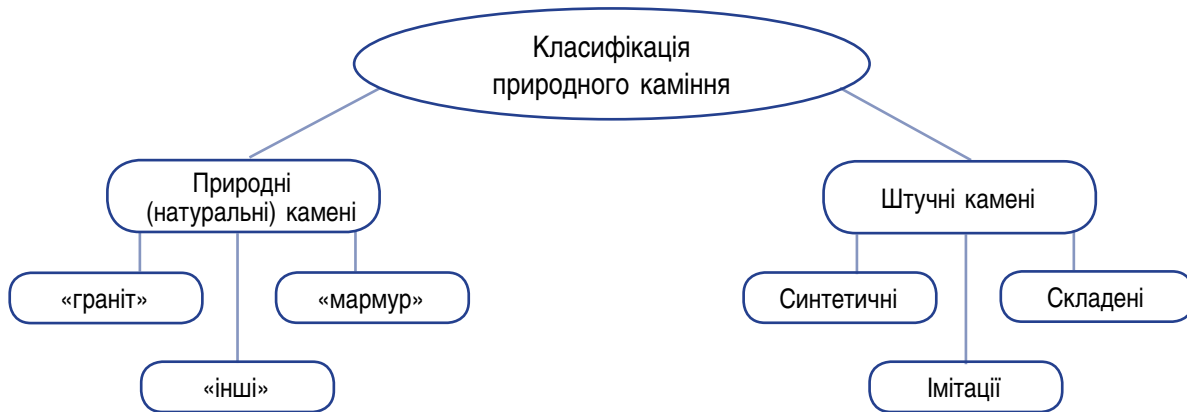 Класифікація
природного каміння
Природні
(натуральні) камені
Штучні камені
«граніт»
«мармур»
Синтетичні
Складені
«інші»
Імітації